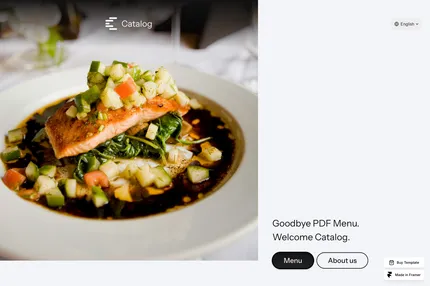 Catalog
English
Goodbye PDF Menu.
Welcome Catalog.
Menu
About us
Buy Template
Made in Framer